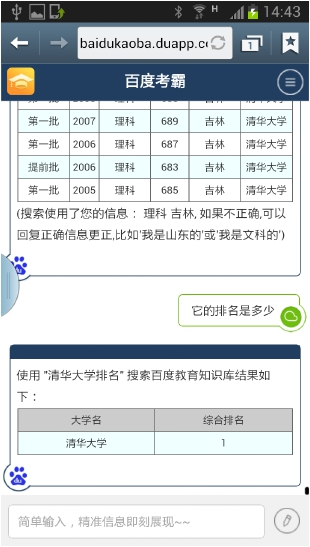 14:43
baidukaoba.duapp.cc
1
百度考霸
第一批 2007 理科 689 吉林 清华大学
第一批 2006 理科 687 吉林 清华大学
提前批 2006 理科 683 吉林 清华大学
第一批 2005 理科 685 吉林 清华大学
(搜索使用了您的信息： 理科 吉林, 如果不正确,可以
回复正确信息更正,比如'我是山东的'或'我是文科的')
它的排名是多少
使用 "清华大学排名" 搜索百度教育知识库结果如
下：
大学名 综合排名
清华大学 1
简单输入，精准信息即刻展现~~